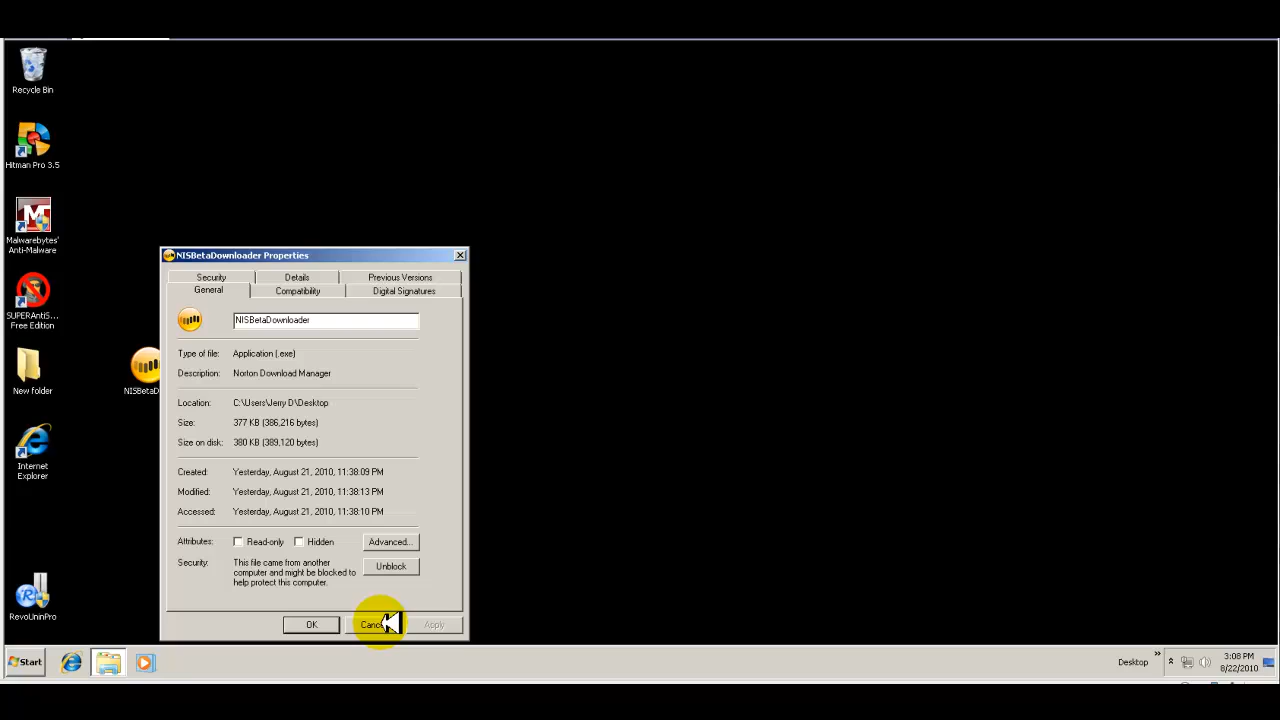 Recycle Bin
Hitman Pro 3.5
Malwarebytes'
Anti-Malware
SUPERAntiS...
Free Edition
New folder
NISBetaD
Internet
Explorer
RevoUninPro
NISBetaDownloader Properties
Security
Details
Previous Versions
General
Compatibility
Digital Signatures
NISBetaDownloader
Type of file: Application (.exe)
Description: Norton Download Manager
Location: C:\Users\Jerry D\Desktop
Size: 377 KB (386,216 bytes)
Size on disk: 380 KB (389,120 bytes)
Created: Yesterday, August 21, 2010, 11:38:09 PM
Modified: Yesterday, August 21, 2010, 11:38:13 PM
Accessed: Yesterday, August 21, 2010, 11:38:10 PM
Attributes: Read-only Hidden Advanced...
Security: This file came from another
computer and might be blocked to
help protect this computer.
Unblock
OK
Canc
Apply
Start
Desktop
3:08 PM
8/22/2010